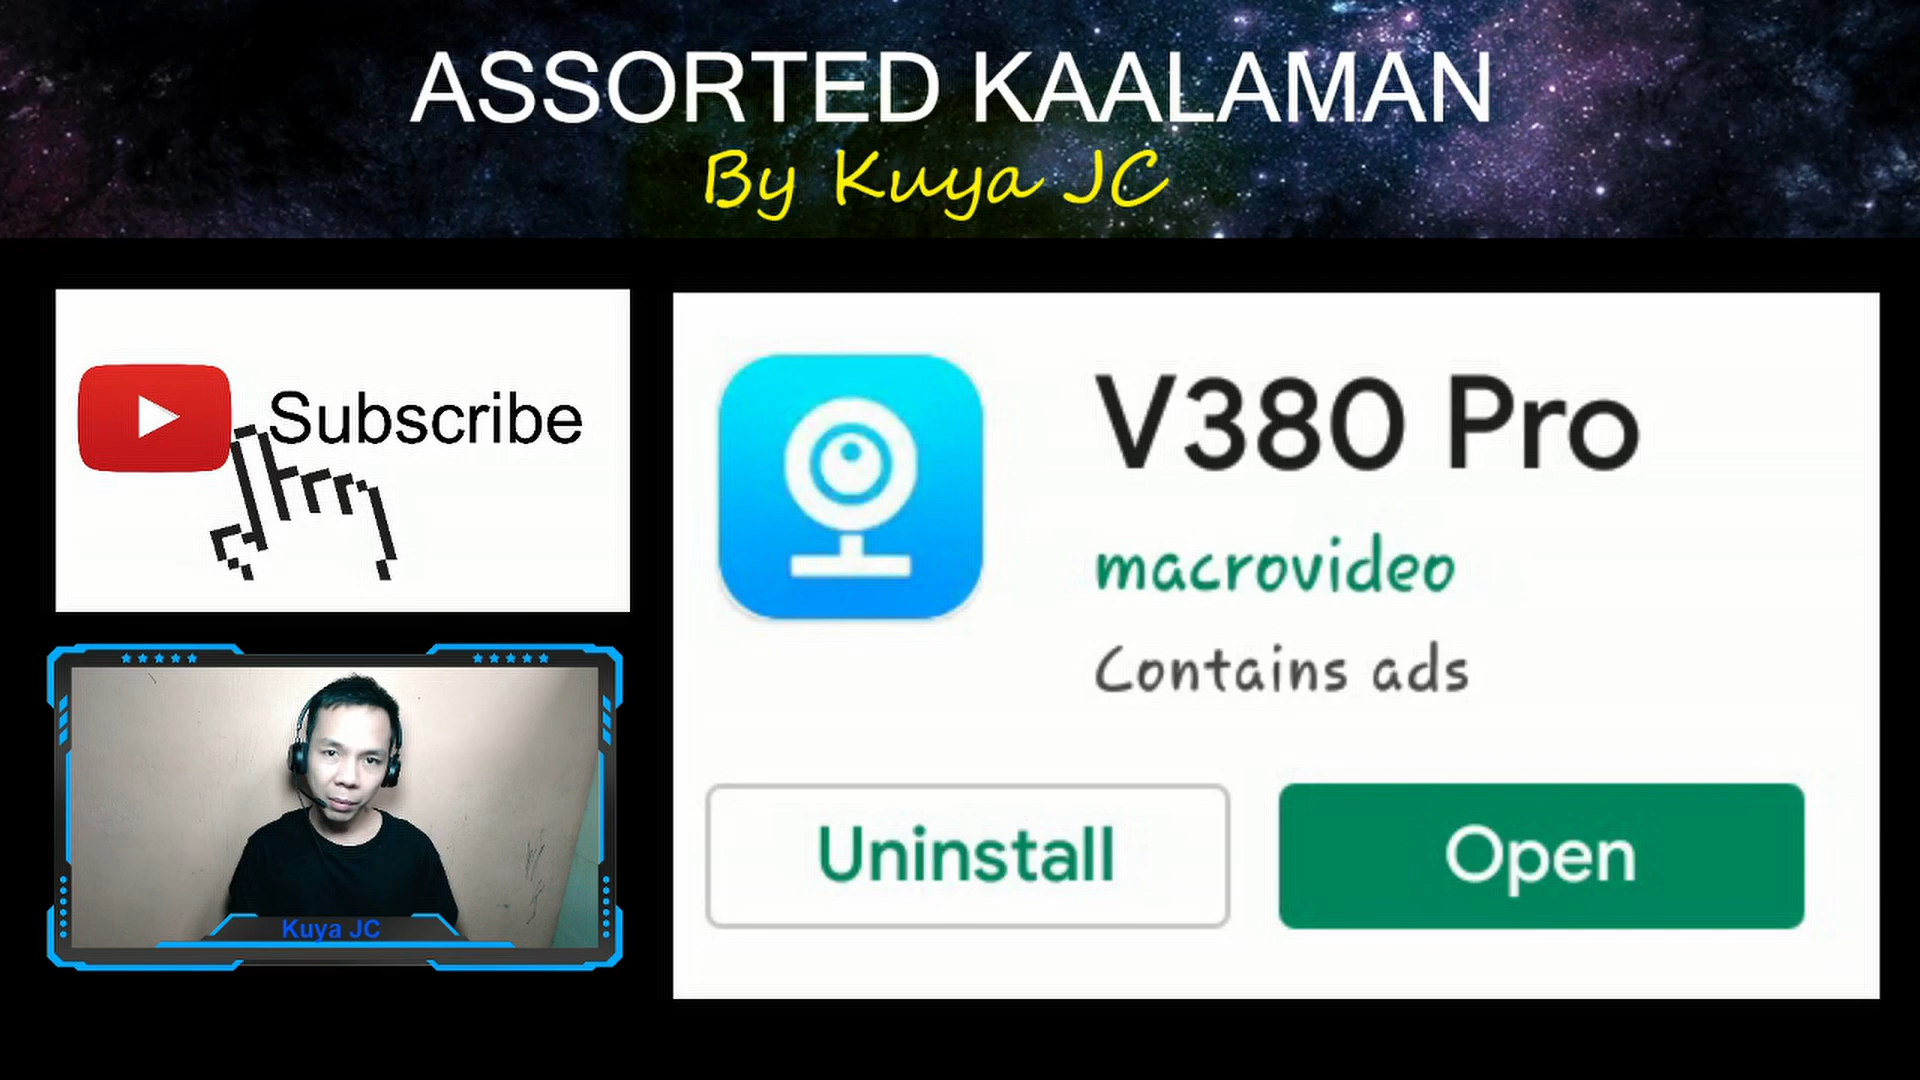 ASSORTED KAALAMAN
By Kuya JC
Subscribe
V380 Pro
macrovideo
Contains ads
Uninstall
Open
Kuya JC